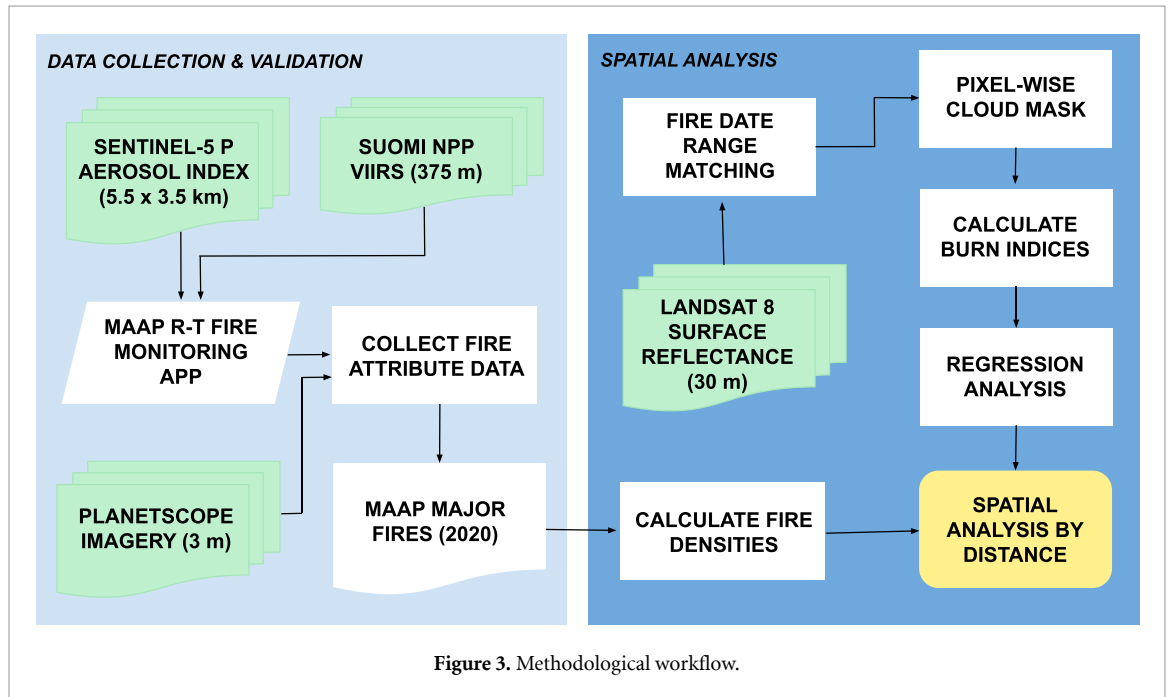 DATA COLLECTION & VALIDATION
SENTINEL-5 P
AEROSOL INDEX
(5.5 x 3.5 km)
SUOMI NPP
VIIRS (375 m)
MAAP R-T FIRE
MONITORING
APP
COLLECT FIRE
ATTRIBUTE DATA
PLANETSCOPE
IMAGERY (3 m)
MAAP MAJOR
FIRES (2020)
SPATIAL ANALYSIS
FIRE DATE
RANGE
MATCHING
PIXEL-WISE
CLOUD MASK
CALCULATE
BURN INDICES
LANDSAT 8
SURFACE
REFLECTANCE
(30 m)
REGRESSION
ANALYSIS
CALCULATE FIRE
DENSITIES
SPATIAL
ANALYSIS BY
DISTANCE
Figure 3. Methodological workflow.